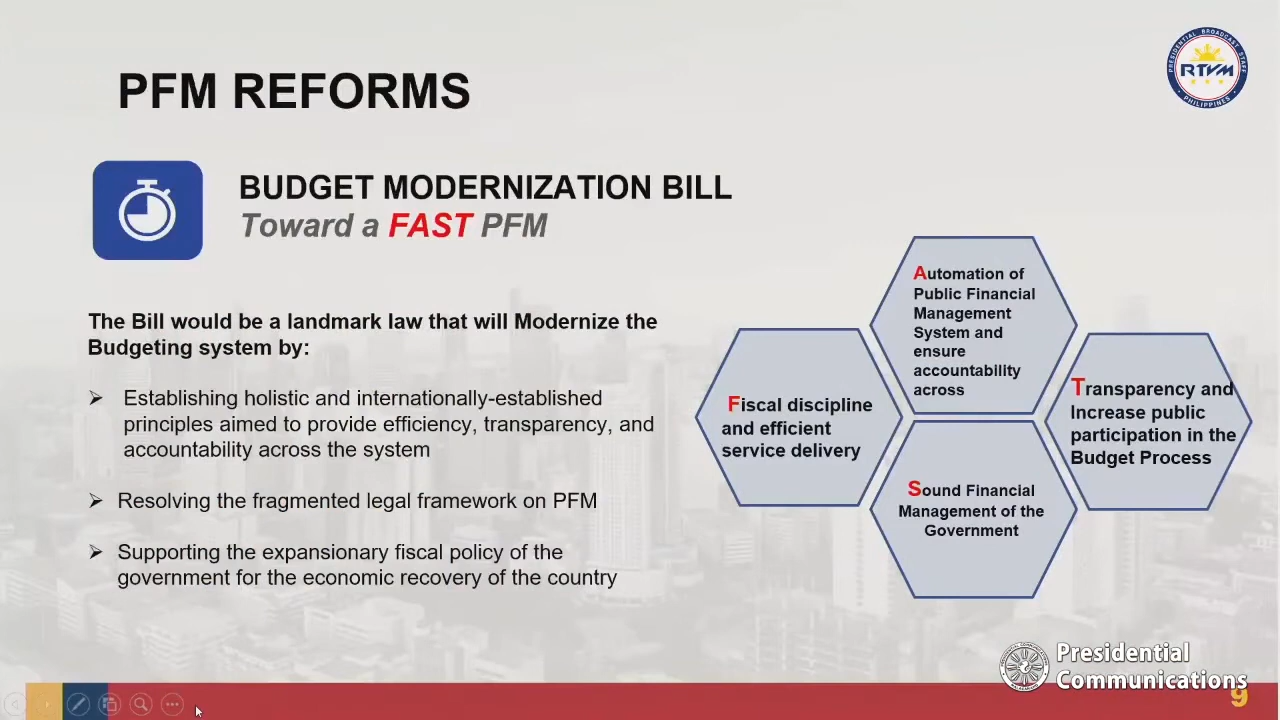 PRESIDENTIAL BROADCAST STAFF
RTVM
PHILIPPINES
PFM REFORMS
BUDGET MODERNIZATION BILL
Toward a FAST PFM
The Bill would be a landmark law that will Modernize the
Budgeting system by:
Establishing holistic and internationally-established
principles aimed to provide efficiency, transparency, and
accountability across the system
Resolving the fragmented legal framework on PFM
Supporting the expansionary fiscal policy of the
government for the economic recovery of the country
Fiscal discipline
and efficient
service delivery
Automation of
Public Financial
Management
System and
ensure
accountability
across
Sound Financial
Management of the
Government
Transparency and
Increase public
participation in the
Budget Process
Presidential
Communications
9